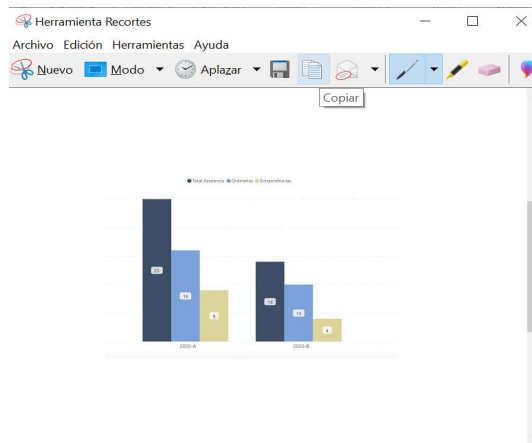 Herramienta Recortes
Archivo Edición Herramientas Ayuda
Nuevo Modo Aplazar
Copiar
Total Asistencia Ordinarias Extraordinarias
25
16
9
14
10
4
2020-A 2020-B